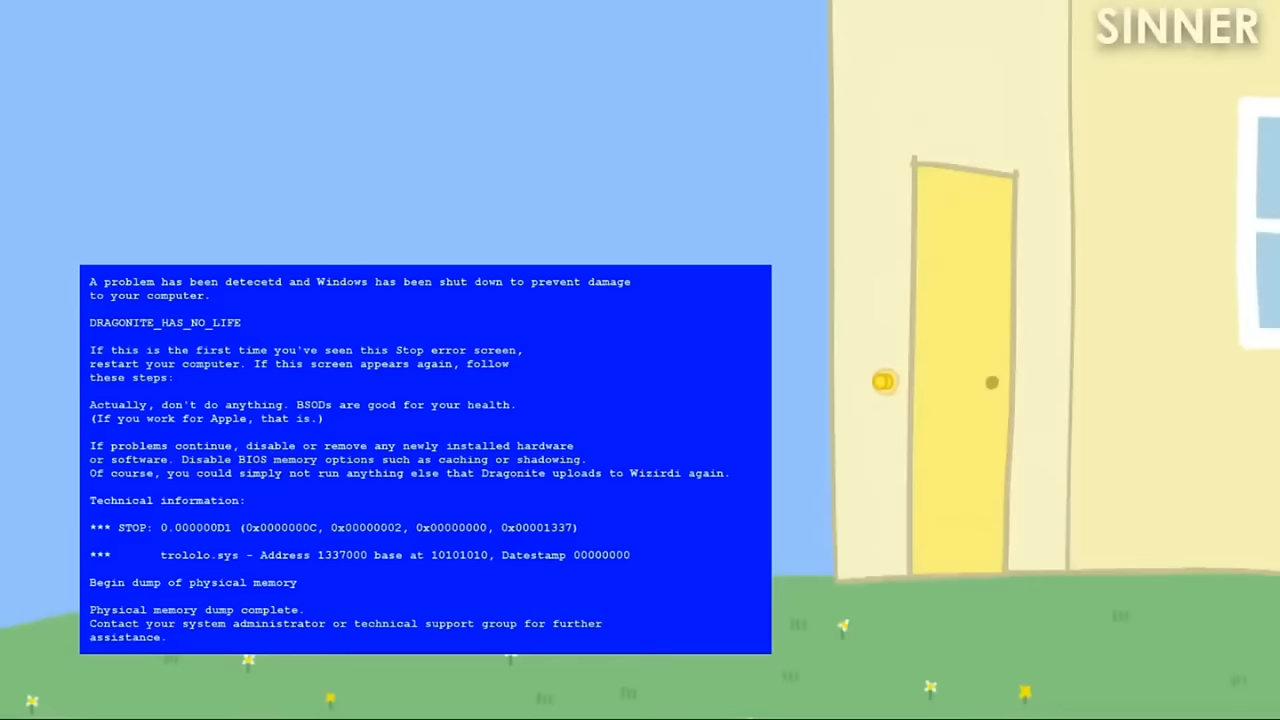 SINNER
A problem has been detecetd and Windows has been shut down to prevent damage
to your computer.
DRAGONITE_HAS_NO_LIFE
If this is the first time you've seen this Stop error screen,
restart your computer. If this screen appears again, follow
these steps:
Actually, don't do anything. BSODs are good for your health.
(If you work for Apple, that is.)
If problems continue, disable or remove any newly installed hardware
or software. Disable BIOS memory options such as caching or shadowing.
Of course, you could simply not run anything else that Dragonite uploads to Wizirdi again.
Technical information:
*** STOP: 0.000000D1 (0x0000000C, 0x00000002, 0x00000000, 0x00001337)
*** trololo.sys - Address 1337000 base at 10101010, Datestamp 00000000
Begin dump of physical memory
Physical memory dump complete.
Contact your system administrator or technical support group for further
assistance.